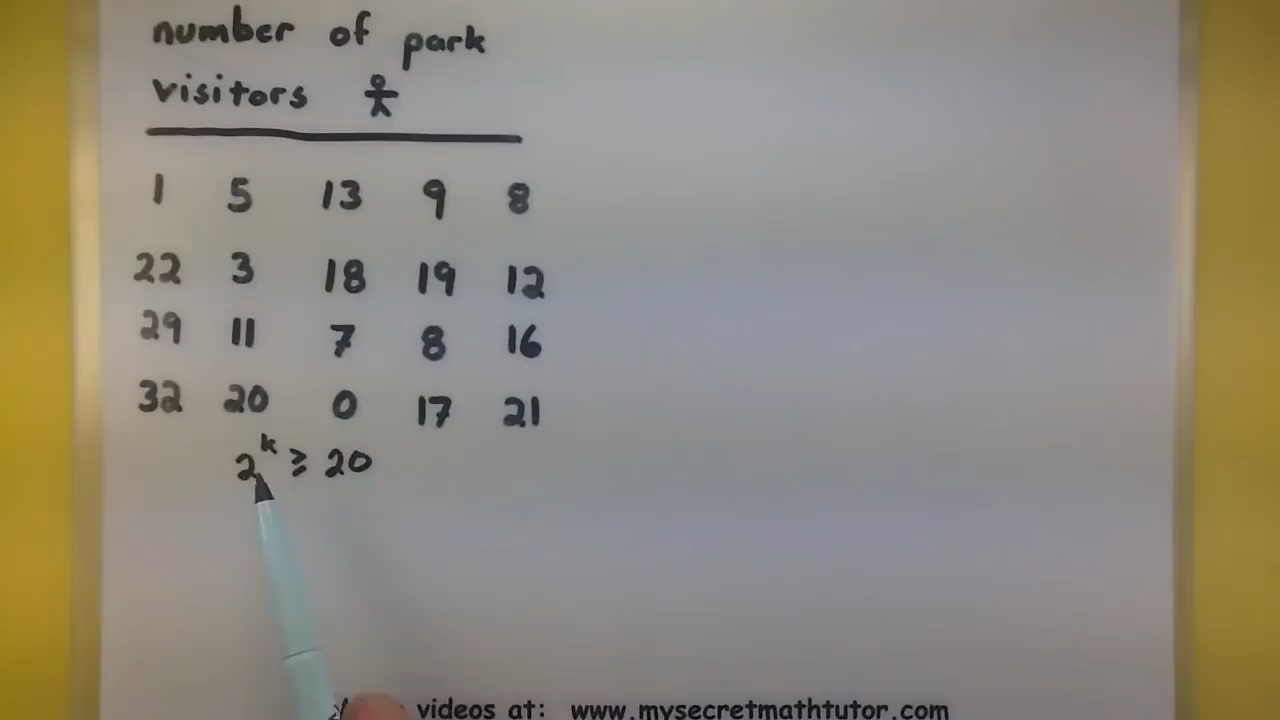 number of park
visitors
1 5 13 9 8
22 3 18 19 12
29 11 7 8 16
32 20 0 17 21
2^k ≥ 20
videos at: www.mysecretmathtutor.com